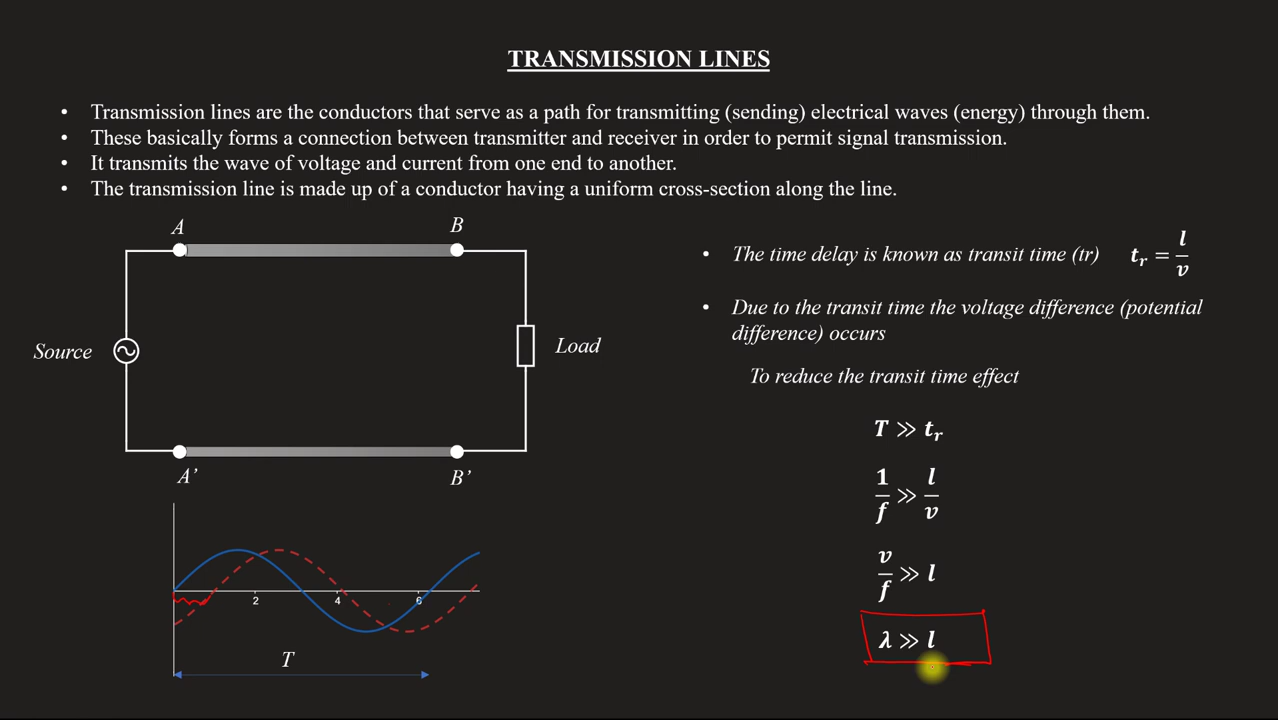 TRANSMISSION LINES
• Transmission lines are the conductors that serve as a path for transmitting (sending) electrical waves (energy) through them.
• These basically forms a connection between transmitter and receiver in order to permit signal transmission.
• It transmits the wave of voltage and current from one end to another.
• The transmission line is made up of a conductor having a uniform cross-section along the line.
A B
Source
Load
A’ B’
2 4 6
T
• The time delay is known as transit time (tr) t_r = l/v
• Due to the transit time the voltage difference (potential
difference) occurs
To reduce the transit time effect
T ≫ t_r
1/f ≫ l/v
v/f ≫ l
λ ≫ l